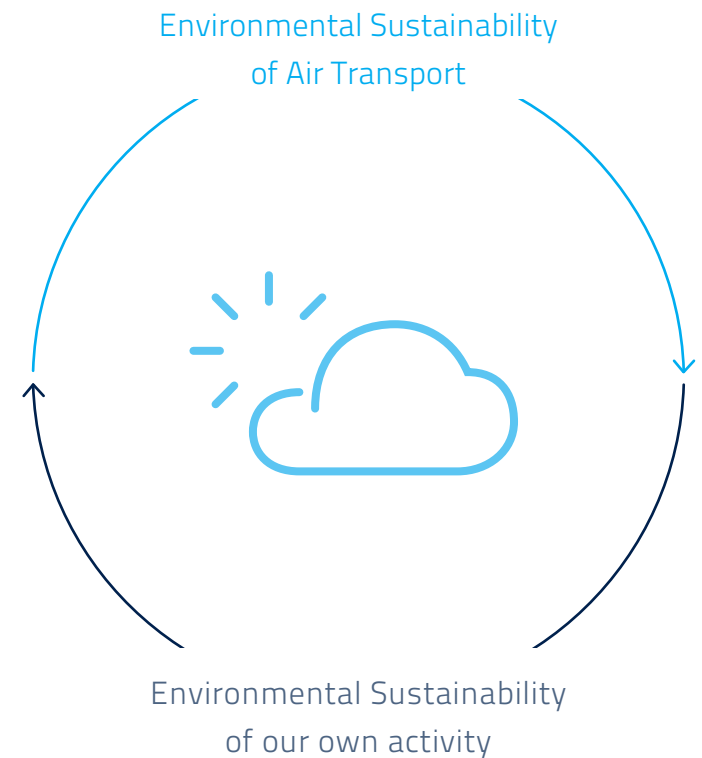 Environmental Sustainability
of Air Transport
Environmental Sustainability
of our own activity